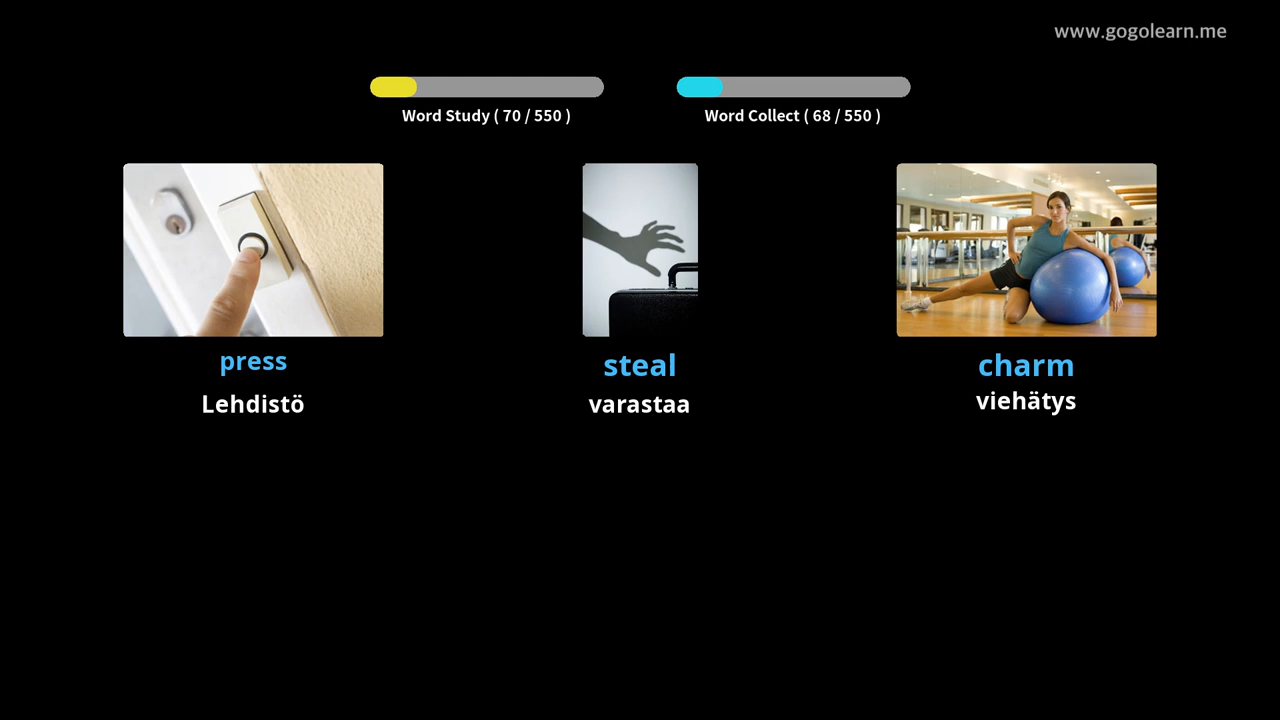 www.gogolearn.me
Word Study ( 70 / 550 )
Word Collect ( 68 / 550 )
press
steal
charm
Lehdistö
varastaa
viehätys